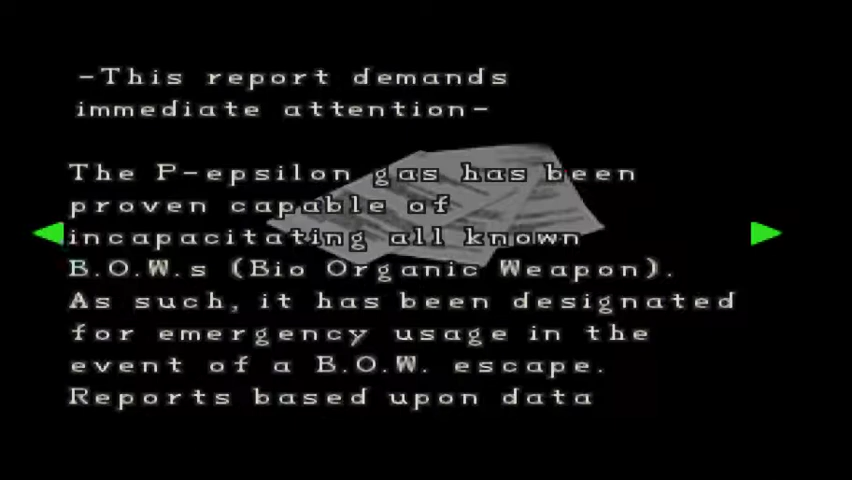 -This report demands
immediate attention-
The P-epsilon gas has been
proven capable of
incapacitating all known
B.O.W.s (Bio Organic Weapon).
As such, it has been designated
for emergency usage in the
event of a B.O.W. escape.
Reports based upon data